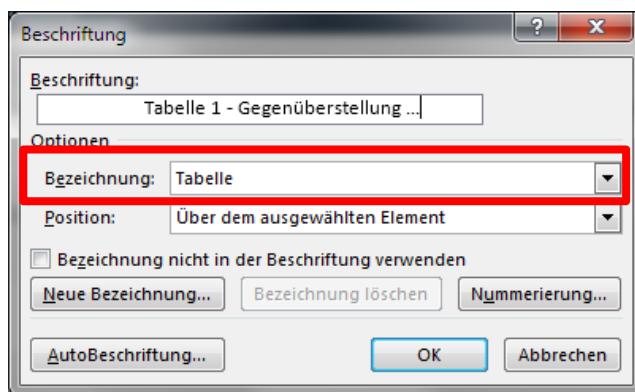 Beschriftung
?
X
Beschriftung:
Tabelle 1 - Gegenüberstellung ...
Optionen
Bezeichnung: Tabelle
Position: Über dem ausgewählten Element
Bezeichnung nicht in der Beschriftung verwenden
Neue Bezeichnung... Bezeichnung löschen Nummerierung...
AutoBeschriftung... OK Abbrechen